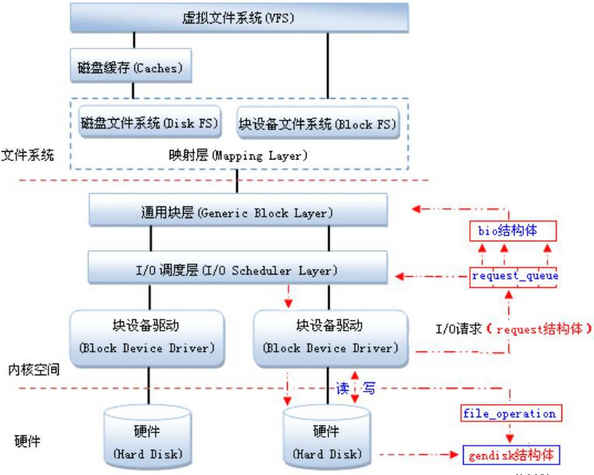 虚拟文件系统(VFS)
磁盘缓存(Caches)
磁盘文件系统(Disk FS)
块设备文件系统(Block FS)
文件系统
映射层(Mapping Layer)
通用块层(Generic Block Layer)
bio结构体
I/O调度层(I/O Scheduler Layer)
request_queue
块设备驱动
(Block Device Driver)
块设备驱动
(Block Device Driver)
I/O请求(request结构体)
内核空间
读 写
file_operation
硬件
硬件
(Hard Disk)
硬件
(Hard Disk)
gendisk结构体